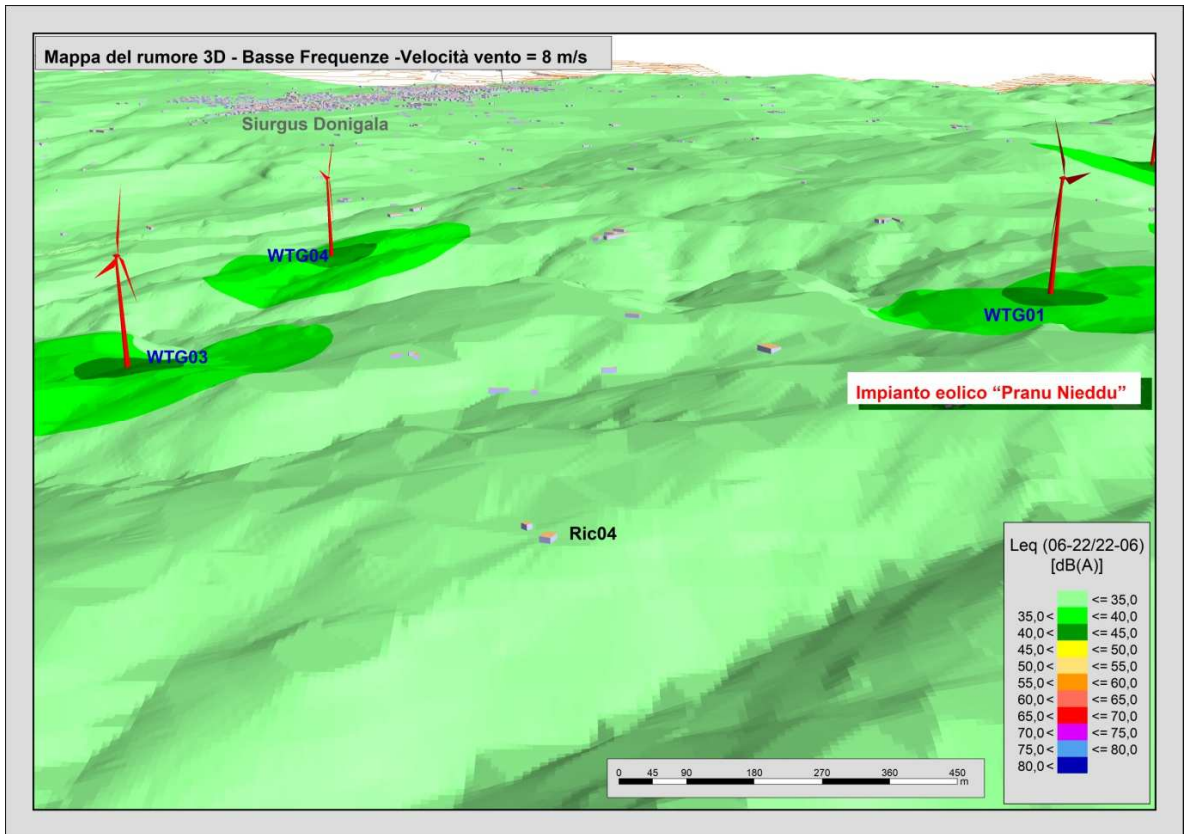 Mappa del rumore 3D - Basse Frequenze -Velocità vento = 8 m/s
Siurgus Donigala
WTG04
WTG03
WTG01
Impianto eolico “Pranu Nieddu”
Ric04
Leq (06-22/22-06)
[dB(A)]
<= 35,0
35,0 < <= 40,0
40,0 < <= 45,0
45,0 < <= 50,0
50,0 < <= 55,0
55,0 < <= 60,0
60,0 < <= 65,0
65,0 < <= 70,0
70,0 < <= 75,0
75,0 < <= 80,0
80,0 <
0 45 90 180 270 360 450
m